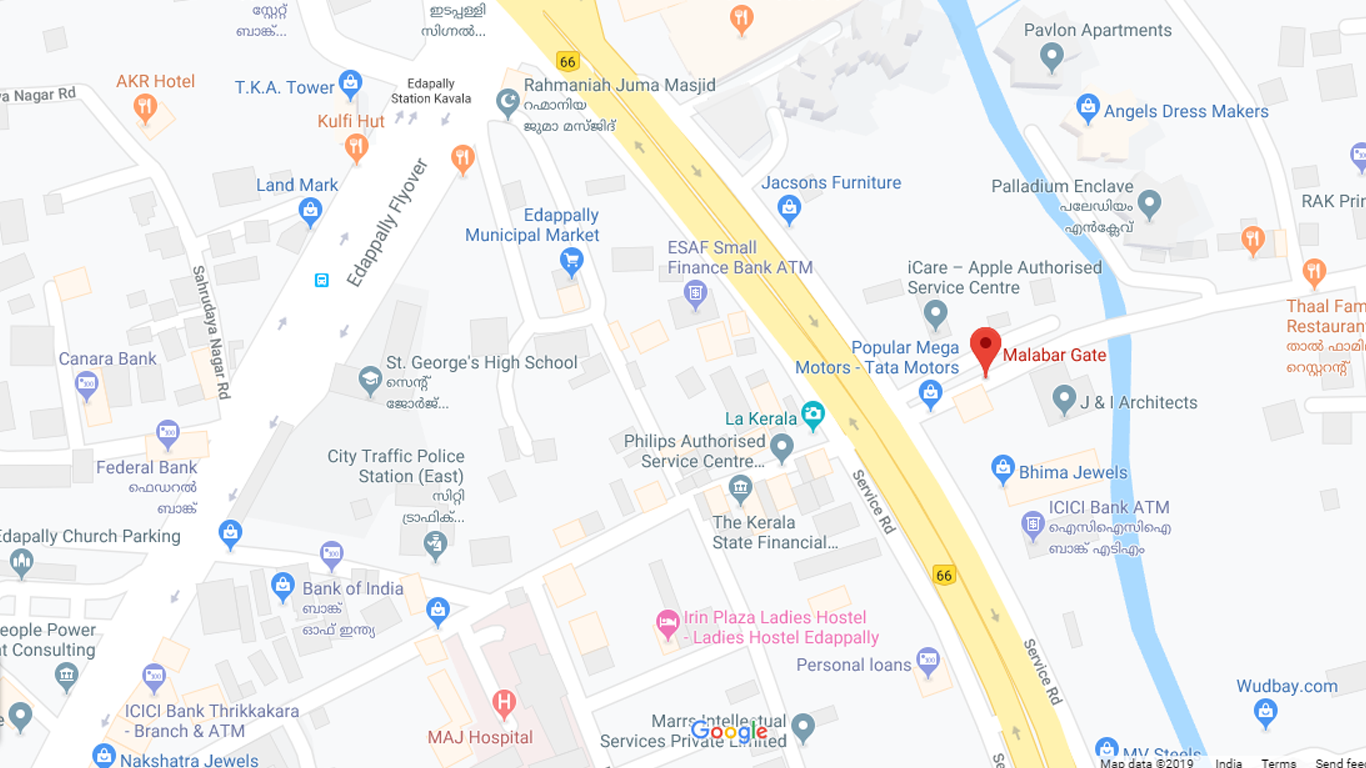 സ്റ്റേറ്റ്
ബാങ്ക്...
ഇടപ്പള്ളി
സിഗ്നൽ...
66
Pavlon Apartments
AKR Hotel
T.K.A. Tower
Edapally
Station Kavala
Rahmaniah Juma Masjid
റഹ്മാനിയ
ജുമാ മസ്ജിദ്
ya Nagar Rd
Kulfi Hut
Angels Dress Makers
Land Mark
Edappally Flyover
Jacsons Furniture
Palladium Enclave
പലേഡിയം
എൻക്ലേവ്
RAK Prin
Edappally
Municipal Market
ESAF Small
Finance Bank ATM
iCare – Apple Authorised
Service Centre
Sahrudaya Nagar Rd
Thaal Fam
Restauran
താൽ ഫാമി
റെസ്റ്ററന്റ്
Canara Bank
St. George's High School
സെന്റ്
ജോർജ്...
Popular Mega
Motors - Tata Motors
Malabar Gate
J & I Architects
La Kerala
Philips Authorised
Service Centre...
City Traffic Police
Station (East)
സിറ്റി
ട്രാഫിക്...
Federal Bank
ഫെഡറൽ
ബാങ്ക്
Service Rd
Bhima Jewels
ICICI Bank ATM
ഐസിഐസിഐ
ബാങ്ക് എടിഎം
The Kerala
State Financial...
Edapally Church Parking
66
Bank of India
ബാങ്ക്
ഓഫ് ഇന്ത്യ
Irin Plaza Ladies Hostel
- Ladies Hostel Edappally
eople Power
nt Consulting
Personal loans
Service Rd
Wudbay.com
ICICI Bank Thrikkakara
- Branch & ATM
MAJ Hospital
H
Marrs Intellectual
Services Private Limited
Google
Nakshatra Jewels
MV Steels
Se
Map data ©2019 India Terms Send fee